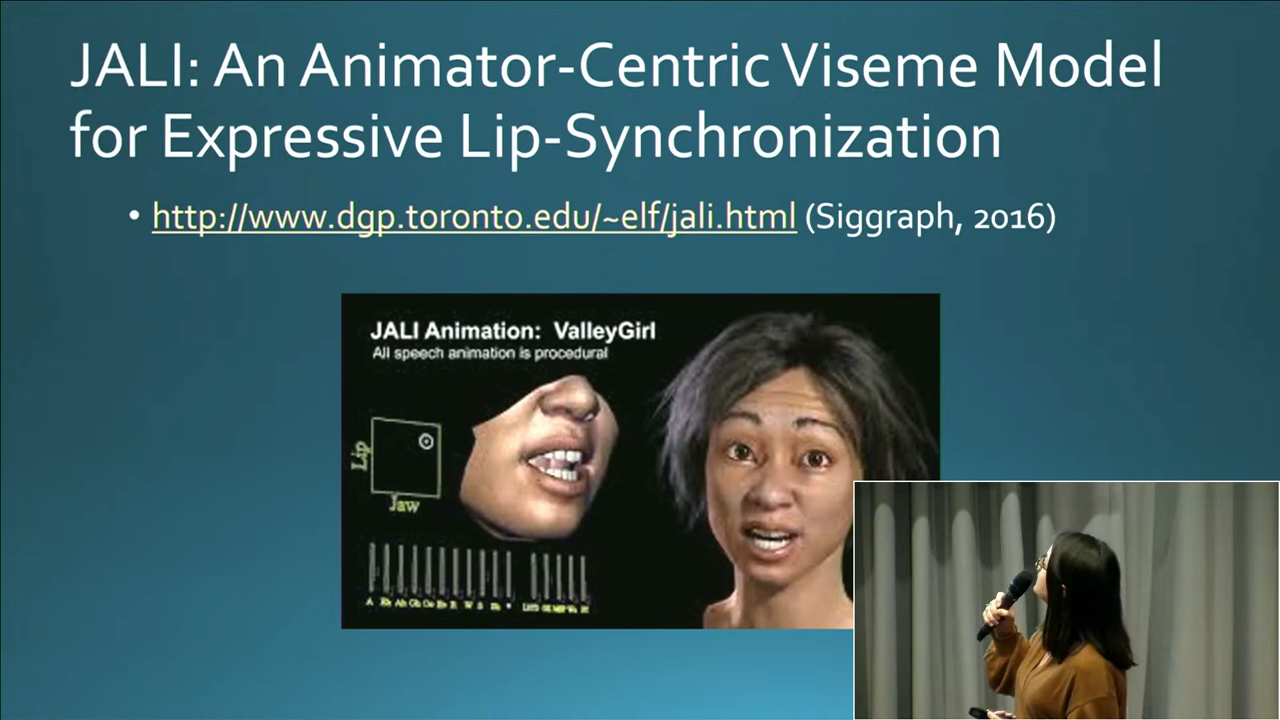 JALI: An Animator-Centric Viseme Model
for Expressive Lip-Synchronization
• http://www.dgp.toronto.edu/~elf/jali.html (Siggraph, 2016)
JALI Animation: ValleyGirl
All speech animation is procedural
Lip
Jaw